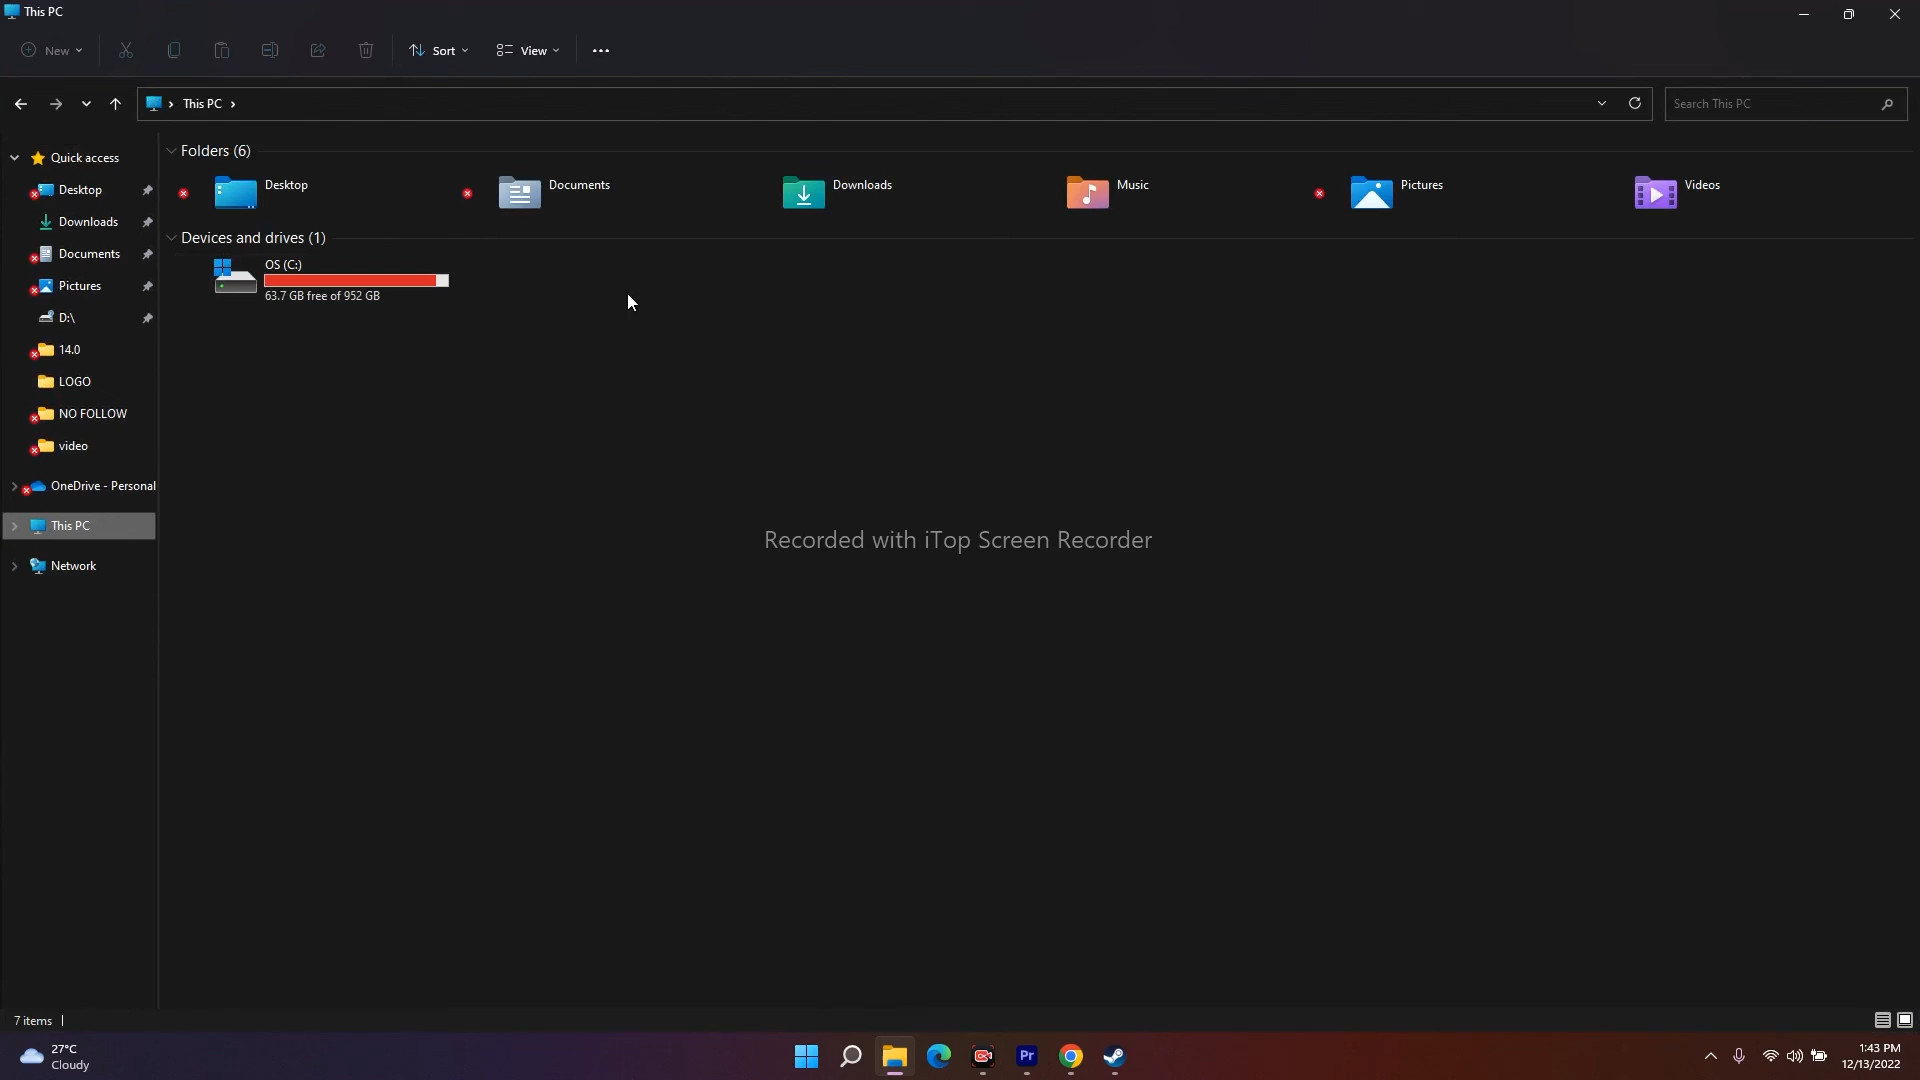 This PC
New
Sort
View
This PC
Search This PC
Quick access
Desktop
Downloads
Documents
Pictures
D:\
14.0
LOGO
NO FOLLOW
video
OneDrive - Personal
This PC
Network
Folders (6)
Desktop
Documents
Downloads
Music
Pictures
Videos
Devices and drives (1)
OS (C:)
63.7 GB free of 952 GB
Recorded with iTop Screen Recorder
7 items
27°C
Cloudy
Pr
1:43 PM
12/13/2022